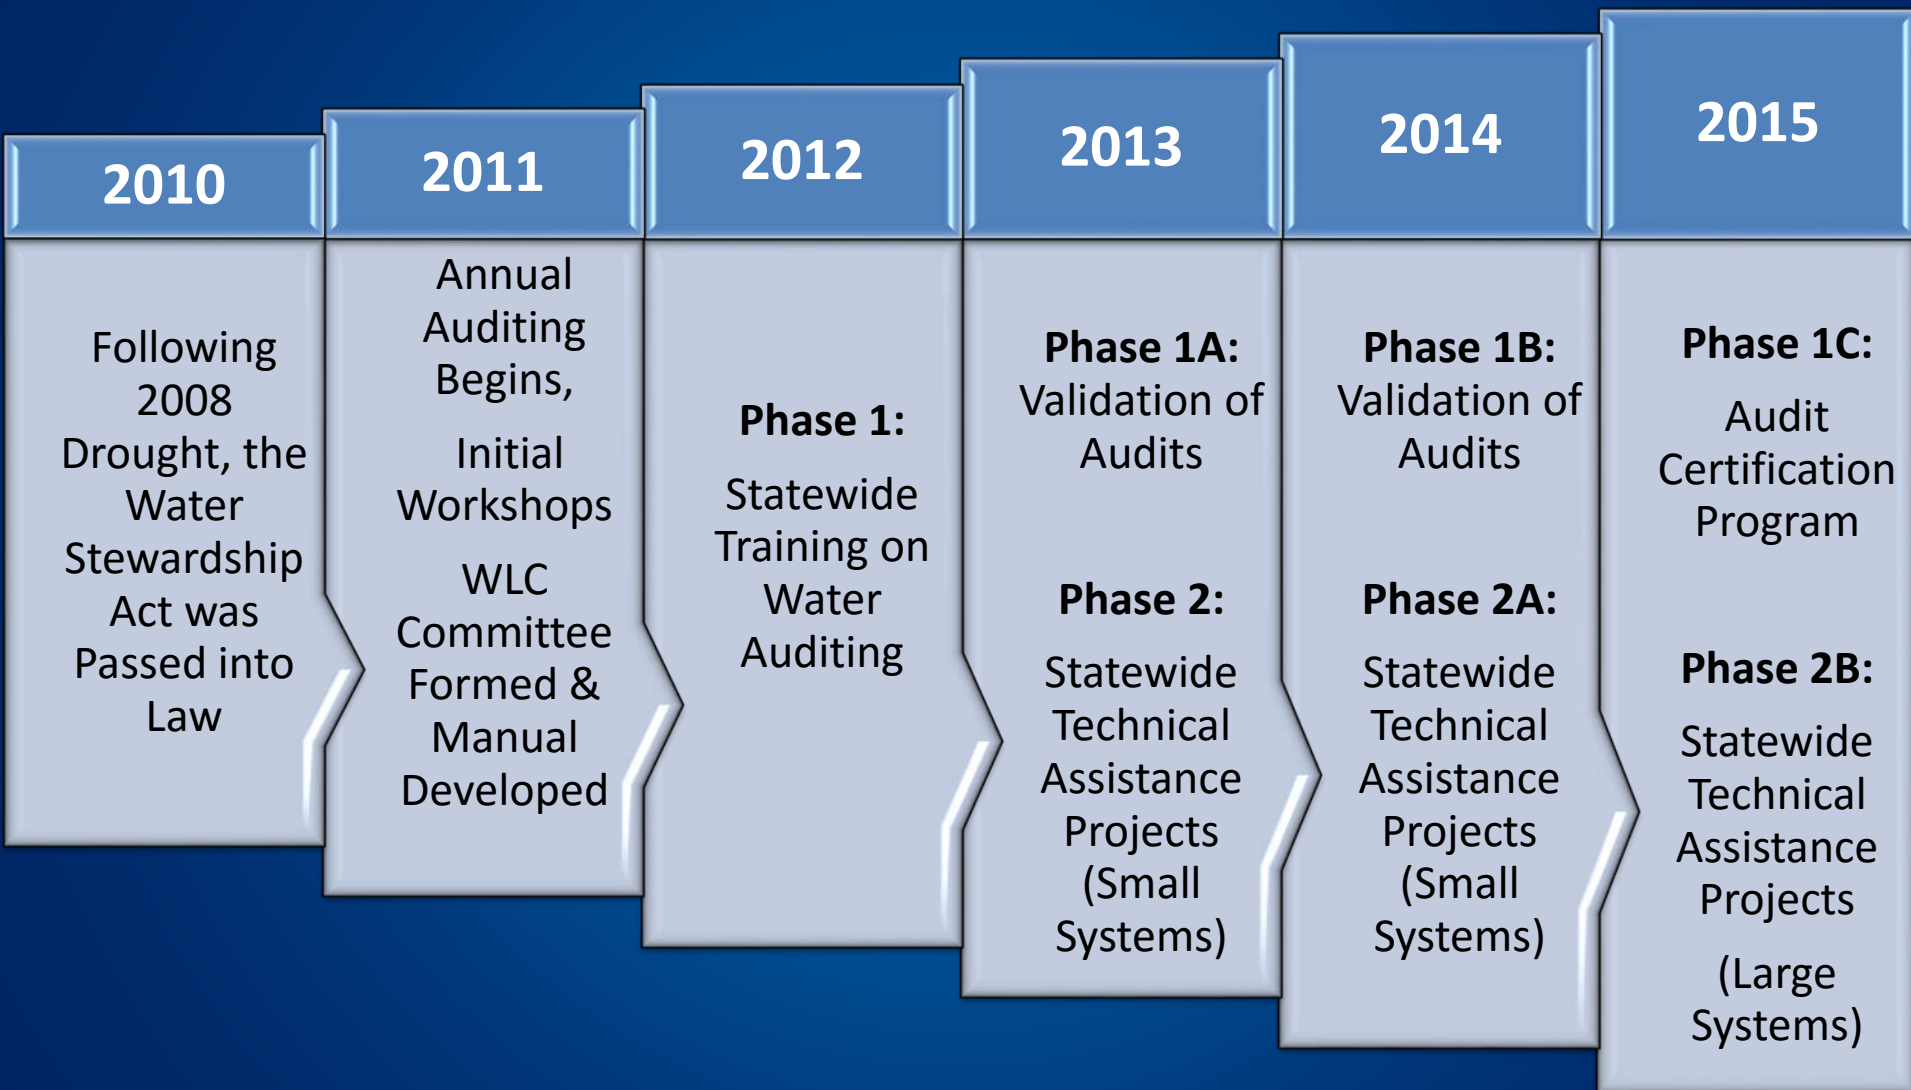 2010
Following
2008
Drought, the
Water
Stewardship
Act was
Passed into
Law
2011
Annual
Auditing
Begins,
Initial
Workshops
WLC
Committee
Formed &
Manual
Developed
2012
Phase 1:
Statewide
Training on
Water
Auditing
2013
Phase 1A:
Validation of
Audits
Phase 2:
Statewide
Technical
Assistance
Projects
(Small
Systems)
2014
Phase 1B:
Validation of
Audits
Phase 2A:
Statewide
Technical
Assistance
Projects
(Small
Systems)
2015
Phase 1C:
Audit
Certification
Program
Phase 2B:
Statewide
Technical
Assistance
Projects
(Large
Systems)